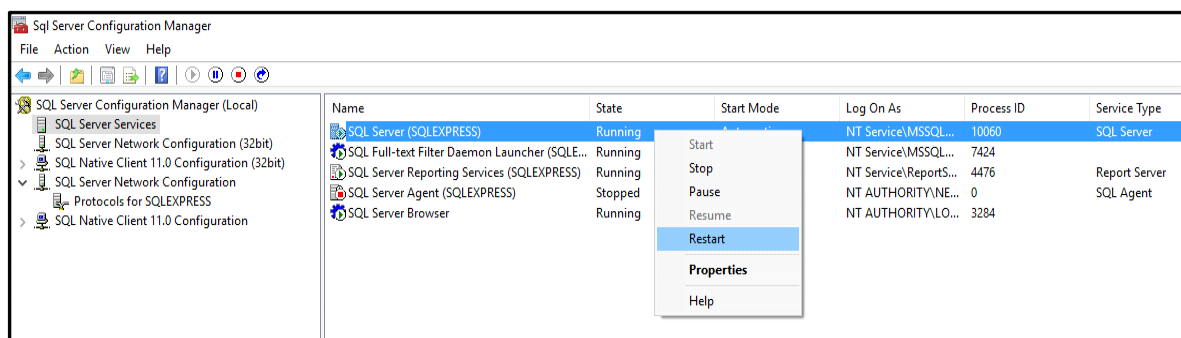 Sql Server Configuration Manager
File Action View Help
SQL Server Configuration Manager (Local)
SQL Server Services
SQL Server Network Configuration (32bit)
SQL Native Client 11.0 Configuration (32bit)
SQL Server Network Configuration
Protocols for SQLEXPRESS
SQL Native Client 11.0 Configuration
Name State Start Mode Log On As Process ID Service Type
SQL Server (SQLEXPRESS) Running NT Service\MSSQL... 10060 SQL Server
SQL Full-text Filter Daemon Launcher (SQLE... Running NT Service\MSSQL... 7424
SQL Server Reporting Services (SQLEXPRESS) Running NT Service\ReportS... 4476 Report Server
SQL Server Agent (SQLEXPRESS) Stopped NT AUTHORITY\NE... 0 SQL Agent
SQL Server Browser Running NT AUTHORITY\LO... 3284
Start
Stop
Pause
Resume
Restart
Properties
Help